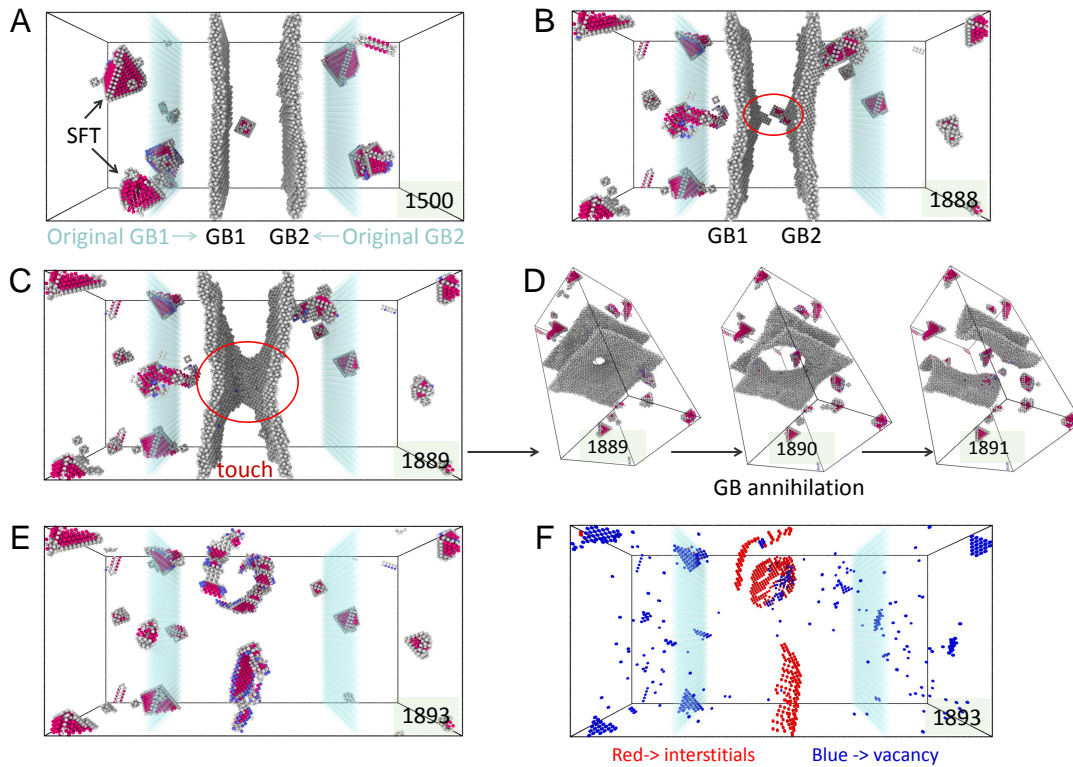 A
SFT
1500
Original GB1 → GB1 GB2 ← Original GB2
B
1888
GB1 GB2
C
touch
1889
D
1889
1890
1891
GB annihilation
E
1893
F
1893
Red-> interstitials Blue -> vacancy